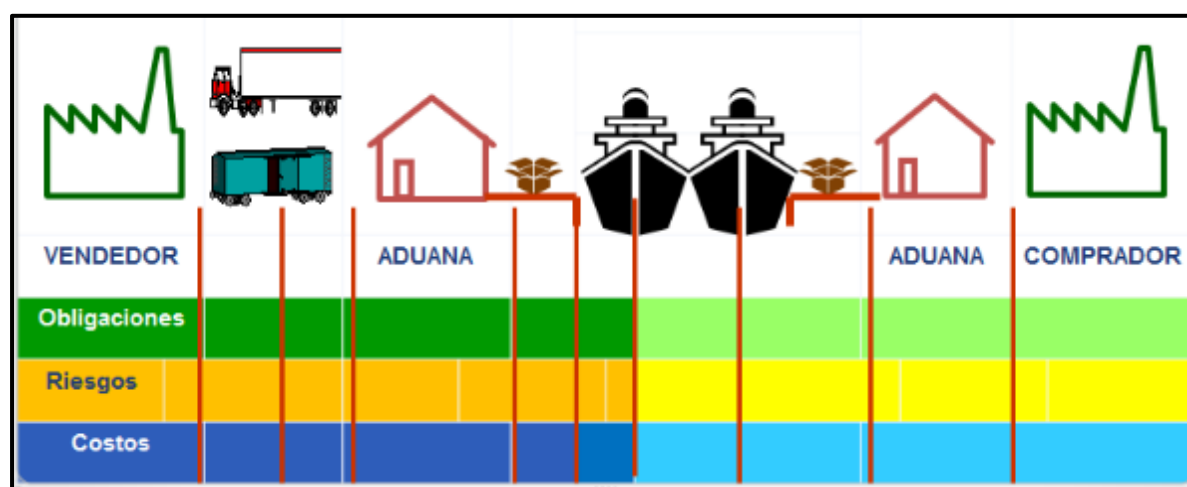 VENDEDOR
ADUANA
ADUANA
COMPRADOR
Obligaciones
Riesgos
Costos